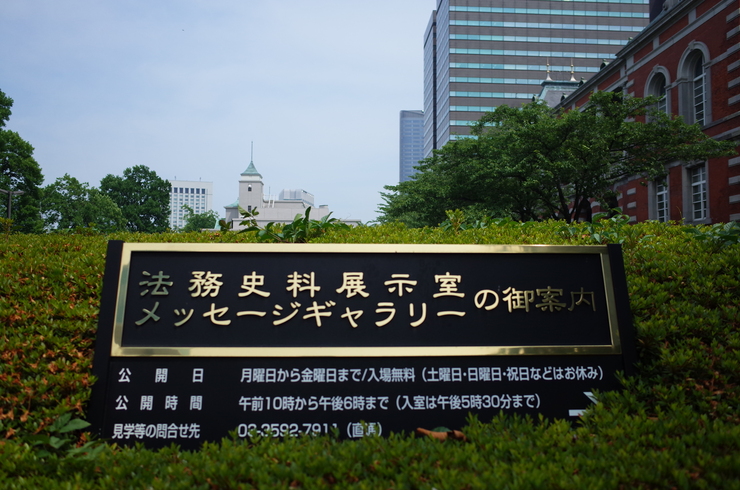 法務史料展示室
メッセージギャラリーの御案内
公開日 月曜日から金曜日まで/入場無料（土曜日・日曜日・祝日などはお休み）
公開時間 午前10時から午後6時まで（入室は午後5時30分まで）
見学等の問合せ先 03-3592-7911（直通）